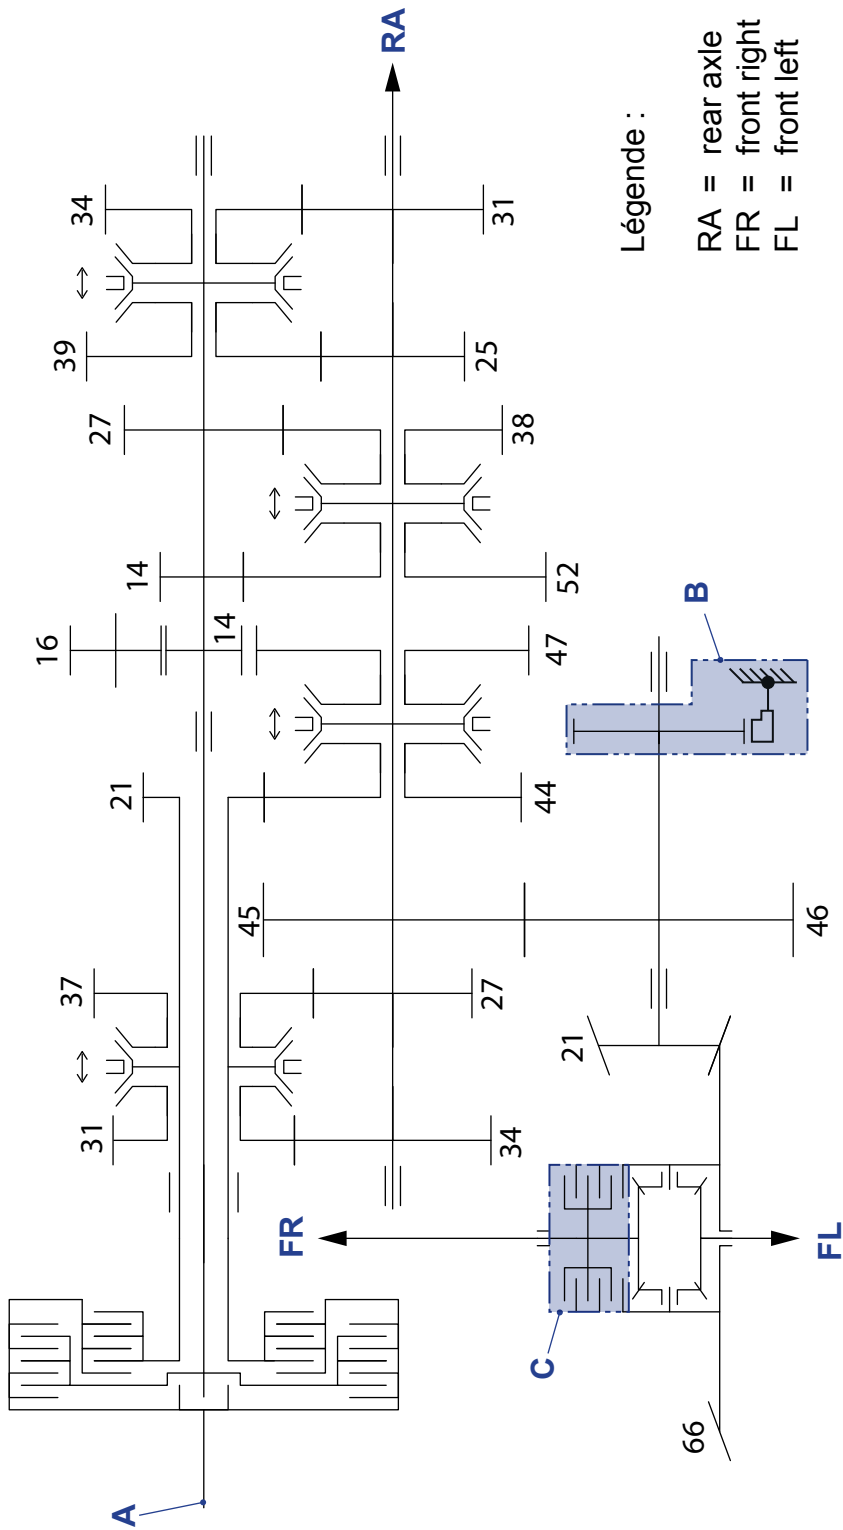 16
39
37
34
31
27
A
21
14
14
45
FR
RA
27
25
34
31
38
C
44
47
52
21
Légende :
66
B
RA = rear axle
FR = front right
FL = front left
46
FL